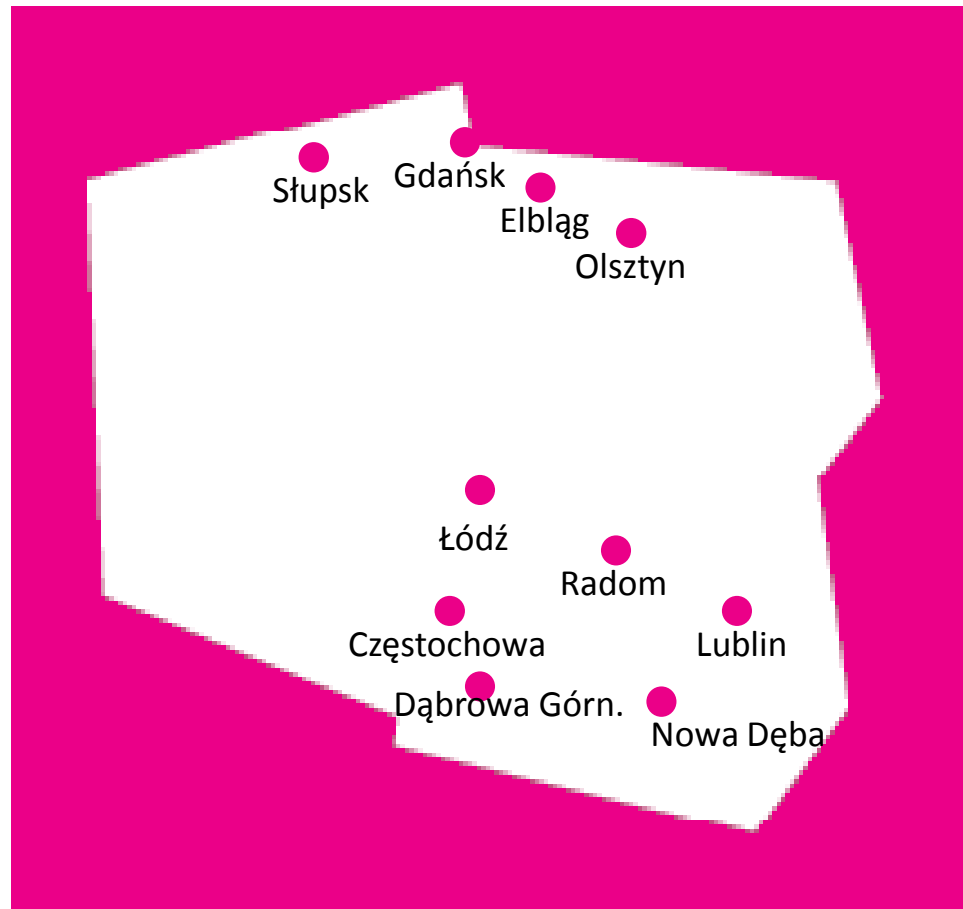 Gdańsk
Słupsk
Elbląg
Olsztyn
Łódź
Radom
Częstochowa
Lublin
Dąbrowa Górn.
Nowa Dęba